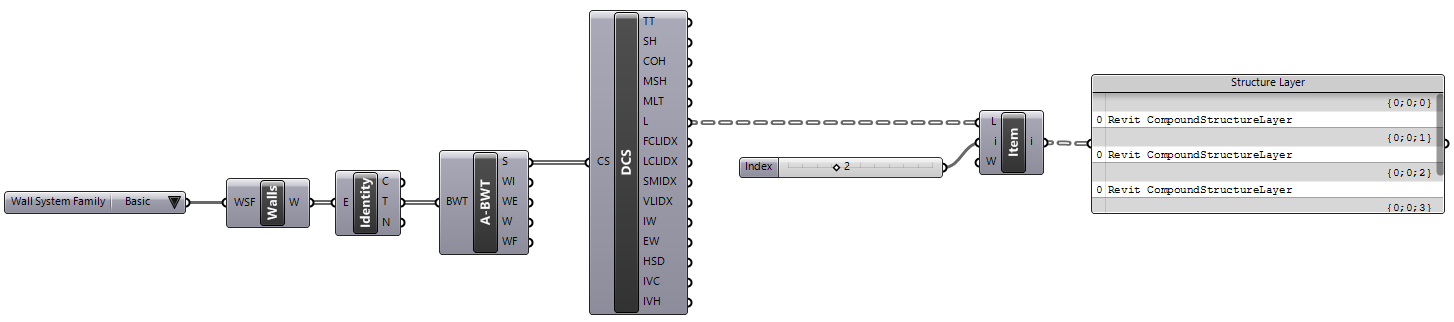 Wall System Family Basic
WSF Walls W
E Identity C
T
N
BWT A-BWT S
WI
WE
W
WF
CS DCS TT
SH
COH
MSH
MLT
L
FCLIDX
LCLIDX
SMIDX
VLIDX
IW
EW
HSD
IVC
IVH
Index 2
L
i
W
Item
i
Structure Layer
{0;0;0}
0 Revit CompoundStructureLayer
{0;0;1}
0 Revit CompoundStructureLayer
{0;0;2}
0 Revit CompoundStructureLayer
{0;0;3}